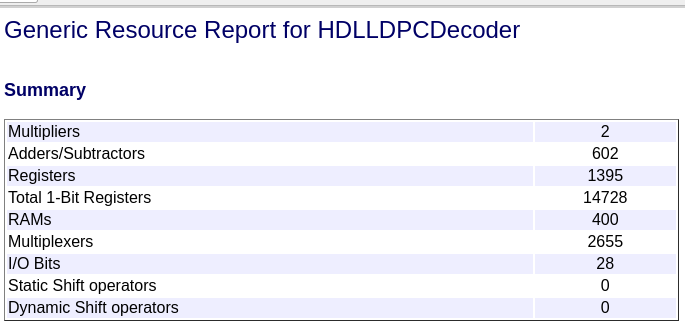 Generic Resource Report for HDLLDPCDecoder
Summary
Multipliers 2
Adders/Subtractors 602
Registers 1395
Total 1-Bit Registers 14728
RAMs 400
Multiplexers 2655
I/O Bits 28
Static Shift operators 0
Dynamic Shift operators 0